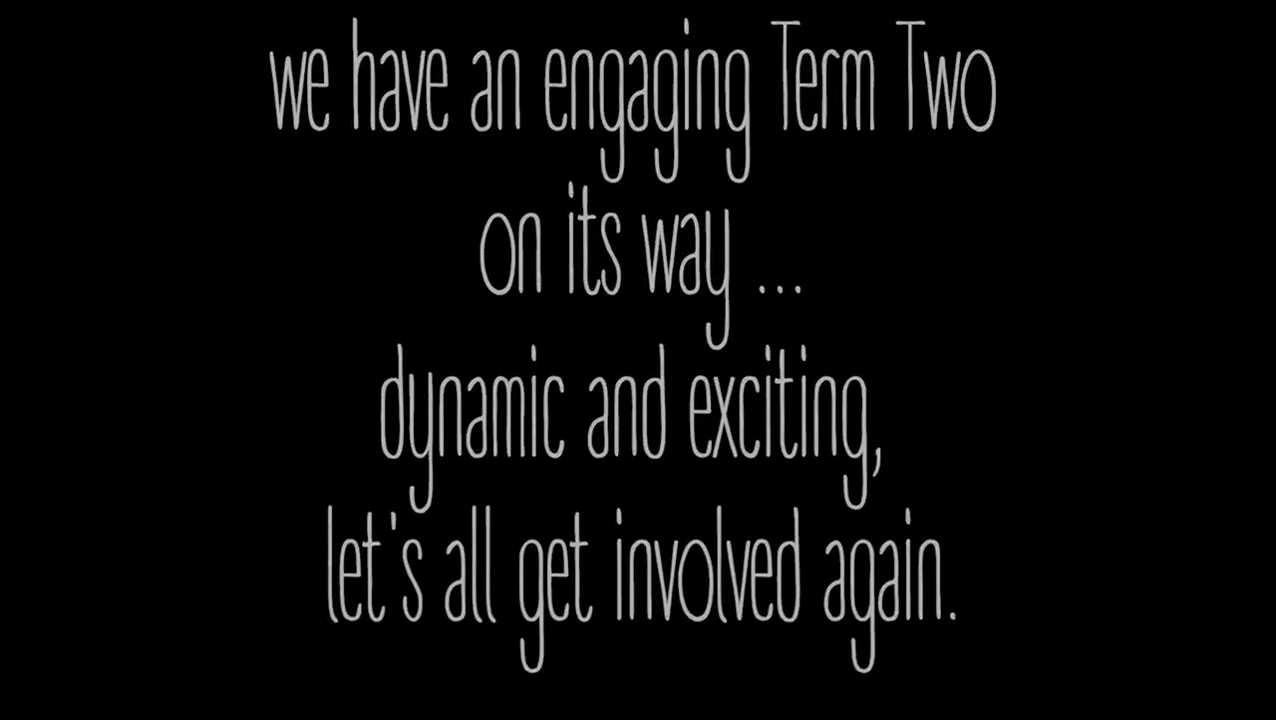 we have an engaging Term Two
on its way ...
dynamic and exciting,
let's all get involved again.